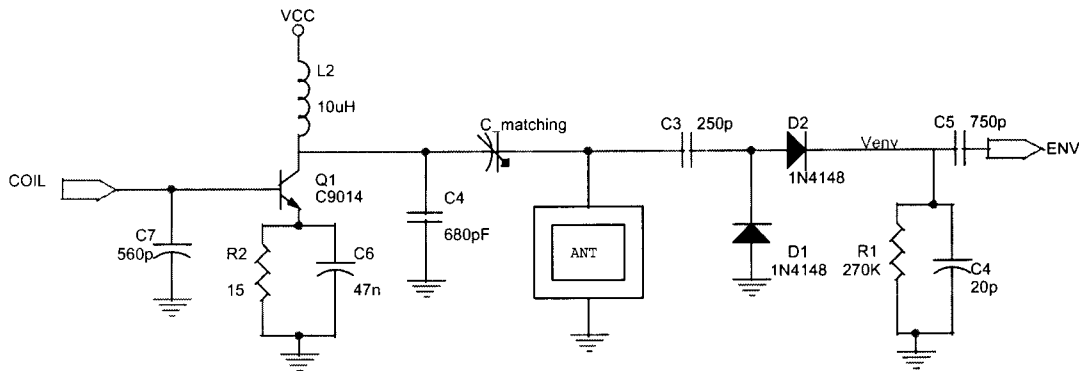 VCC
L2
10uH
C_matching
C3 250p
D2
C5 750p
Venv
ENV
1N4148
COIL
Q1
C9014
C4
680pF
C7
560p
R2
15
C6
47n
ANT
D1
1N4148
R1
270K
C4
20p